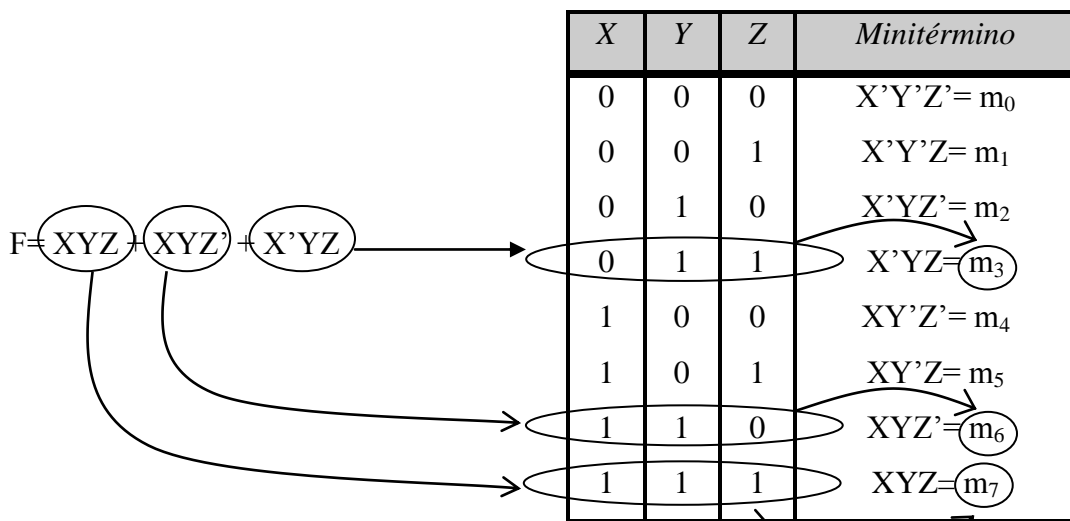 X Y Z Minitérmino
0 0 0 X’Y’Z’= m₀
0 0 1 X’Y’Z= m₁
0 1 0 X’YZ’= m₂
F= XYZ + XYZ’ + X’YZ
0 1 1 X’YZ= m₃
1 0 0 XY’Z’= m₄
1 0 1 XY’Z= m₅
1 1 0 XYZ’= m₆
1 1 1 XYZ= m₇